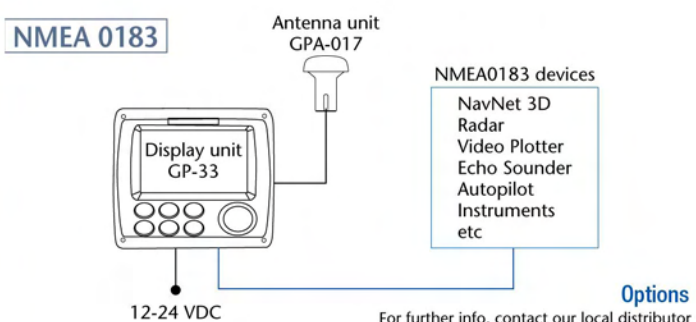 NMEA 0183
Antenna unit
GPA-017
NMEA0183 devices
NavNet 3D
Radar
Video Plotter
Echo Sounder
Autopilot
Instruments
etc
Display unit
GP-33
12-24 VDC
Options
For further info, contact our local distributor